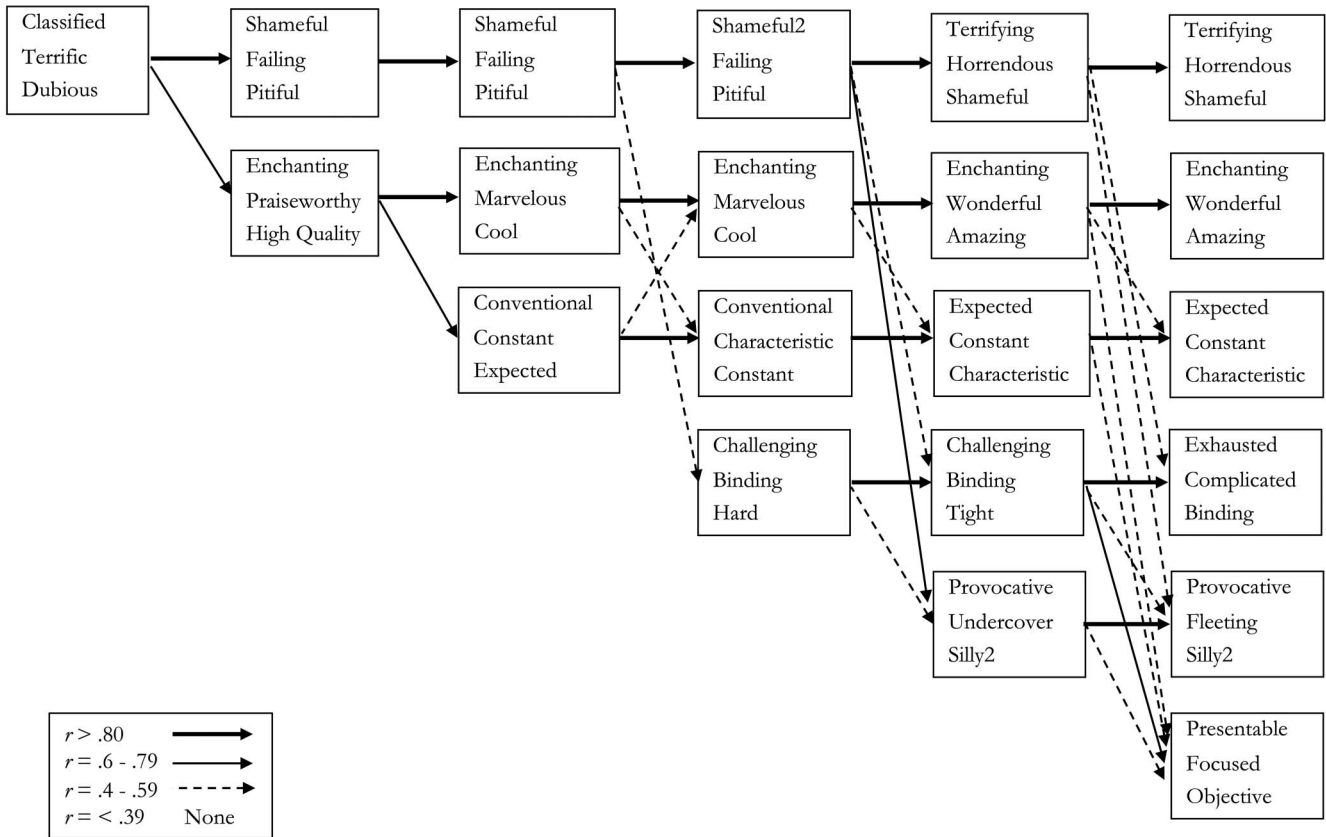 Classified
Terrific
Dubious
Shameful
Failing
Pitiful
Shameful
Failing
Pitiful
Shameful2
Failing
Pitiful
Terrifying
Horrendous
Shameful
Terrifying
Horrendous
Shameful
Enchanting
Praiseworthy
High Quality
Enchanting
Marvelous
Cool
Enchanting
Marvelous
Cool
Enchanting
Wonderful
Amazing
Enchanting
Wonderful
Amazing
Conventional
Constant
Expected
Conventional
Characteristic
Constant
Expected
Constant
Characteristic
Expected
Constant
Characteristic
Challenging
Binding
Hard
Challenging
Binding
Tight
Exhausted
Complicated
Binding
Provocative
Undercover
Silly2
Provocative
Fleeting
Silly2
Presentable
Focused
Objective
r > .80
r = .6 - .79
r = .4 - .59
r = < .39 None